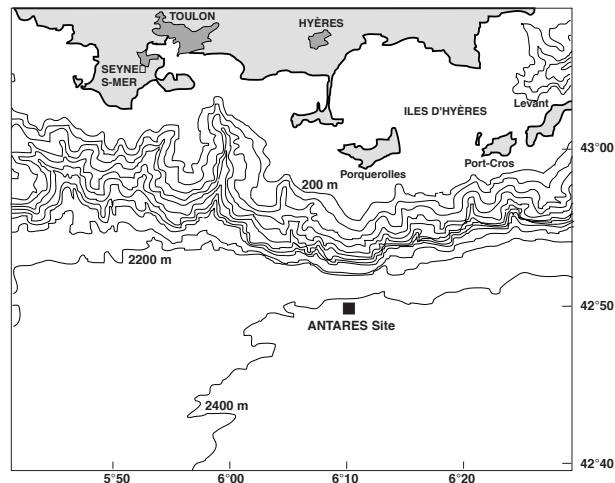 TOULON
HYÈRES
SEYNE
S-MER
ILES D'HYÈRES
Levant
43°00
Porquerolles
Port-Cros
200 m
2200 m
42°50
ANTARES Site
2400 m
42°40
5°50
6°00
6°10
6°20